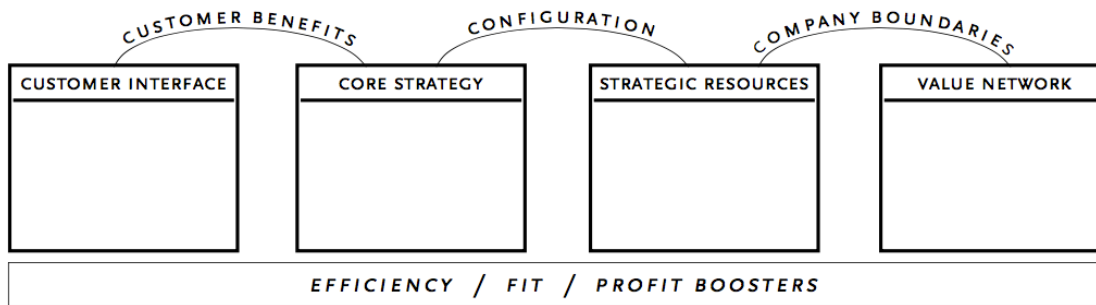 CUSTOMER BENEFITS
CONFIGURATION
COMPANY BOUNDARIES
CUSTOMER INTERFACE
CORE STRATEGY
STRATEGIC RESOURCES
VALUE NETWORK
EFFICIENCY / FIT / PROFIT BOOSTERS